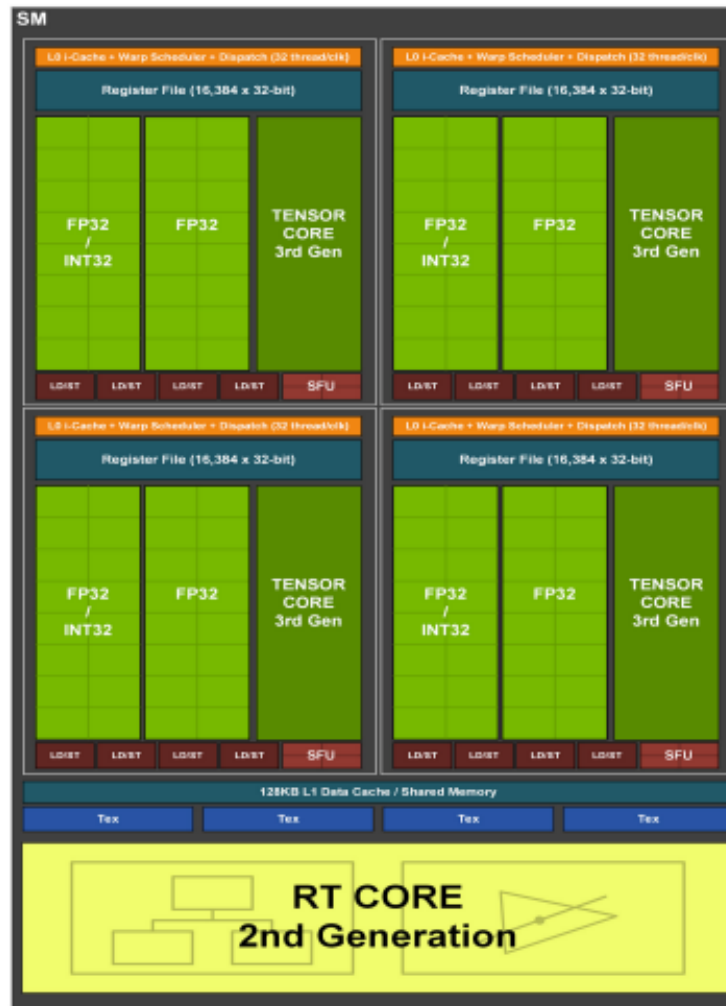 SM
L0 i-Cache + Warp Scheduler + Dispatch (32 thread/clk)
Register File (16,384 x 32-bit)
FP32
/
INT32
FP32
TENSOR
CORE
3rd Gen
LD/ST LD/ST LD/ST LD/ST SFU
L0 i-Cache + Warp Scheduler + Dispatch (32 thread/clk)
Register File (16,384 x 32-bit)
FP32
/
INT32
FP32
TENSOR
CORE
3rd Gen
LD/ST LD/ST LD/ST LD/ST SFU
L0 i-Cache + Warp Scheduler + Dispatch (32 thread/clk)
Register File (16,384 x 32-bit)
FP32
/
INT32
FP32
TENSOR
CORE
3rd Gen
LD/ST LD/ST LD/ST LD/ST SFU
L0 i-Cache + Warp Scheduler + Dispatch (32 thread/clk)
Register File (16,384 x 32-bit)
FP32
/
INT32
FP32
TENSOR
CORE
3rd Gen
LD/ST LD/ST LD/ST LD/ST SFU
128KB L1 Data Cache / Shared Memory
Tex Tex Tex Tex
RT CORE
2nd Generation